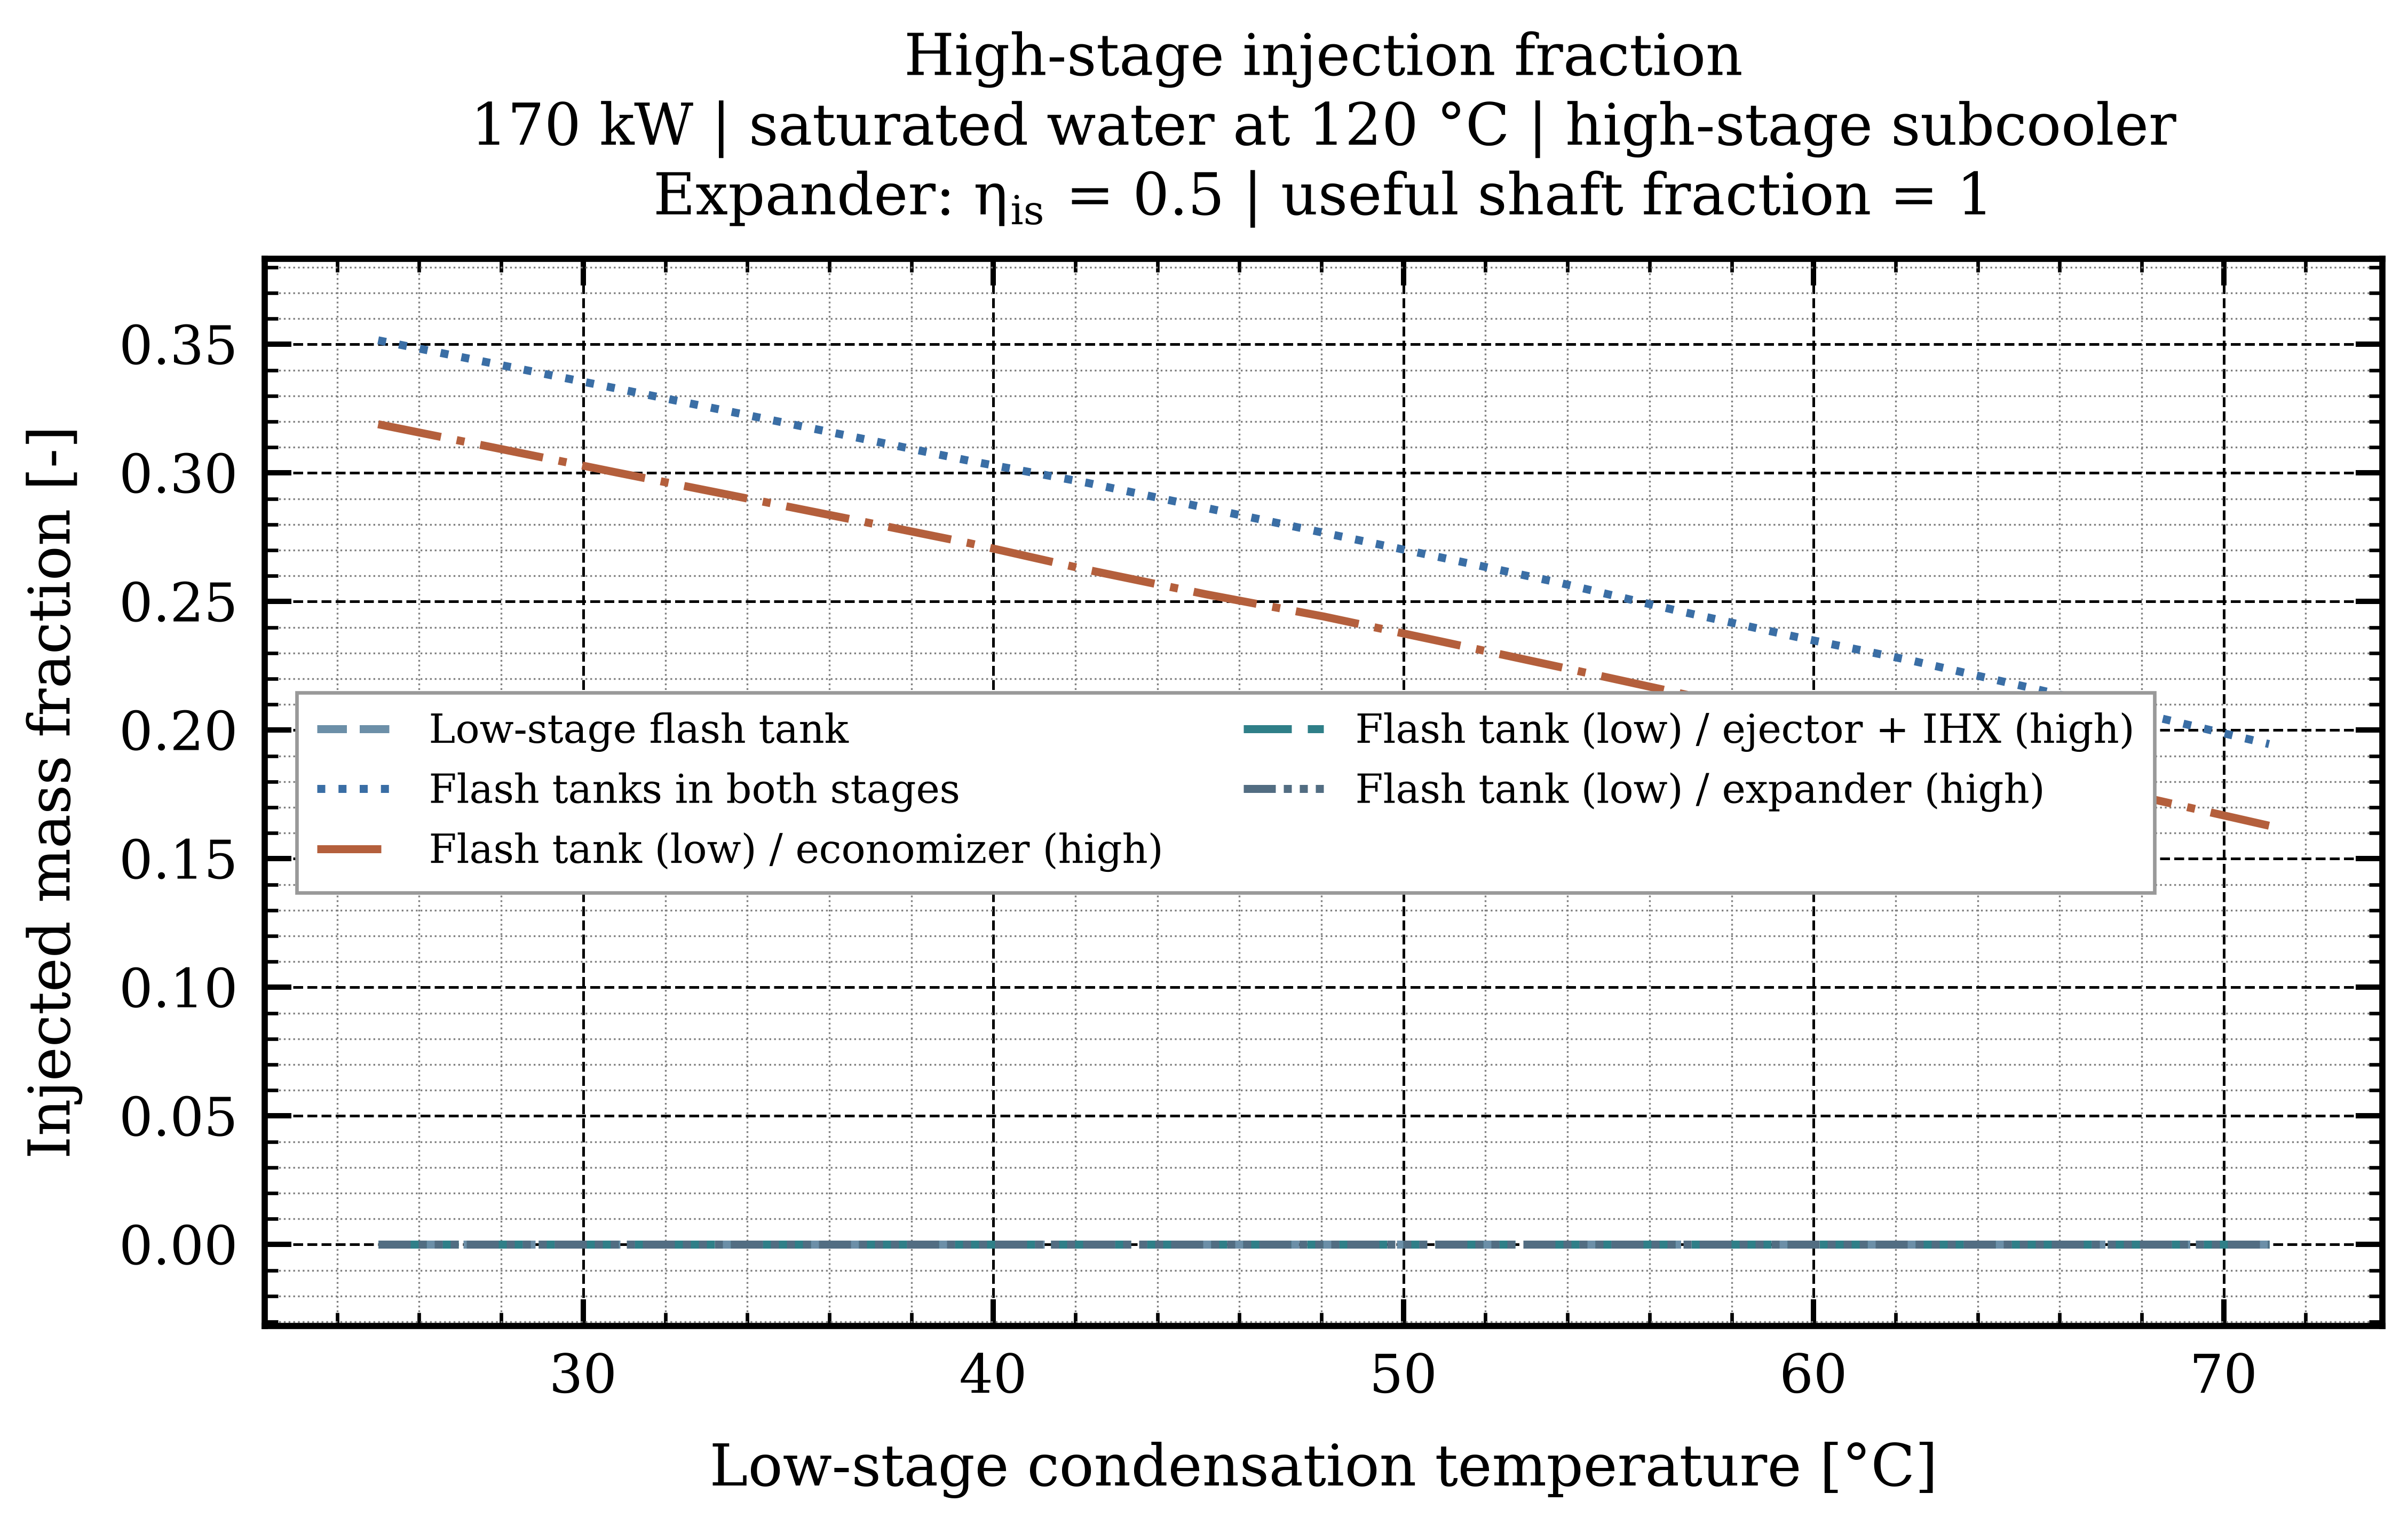 High-stage injection fraction
170 kW | saturated water at 120 °C | high-stage subcooler
Expander: ηis = 0.5 | useful shaft fraction = 1
Injected mass fraction [-]
0.35
0.30
0.25
0.20
0.15
0.10
0.05
0.00
Low-stage flash tank
Flash tanks in both stages
Flash tank (low) / economizer (high)
Flash tank (low) / ejector + IHX (high)
Flash tank (low) / expander (high)
30 40 50 60 70
Low-stage condensation temperature [°C]